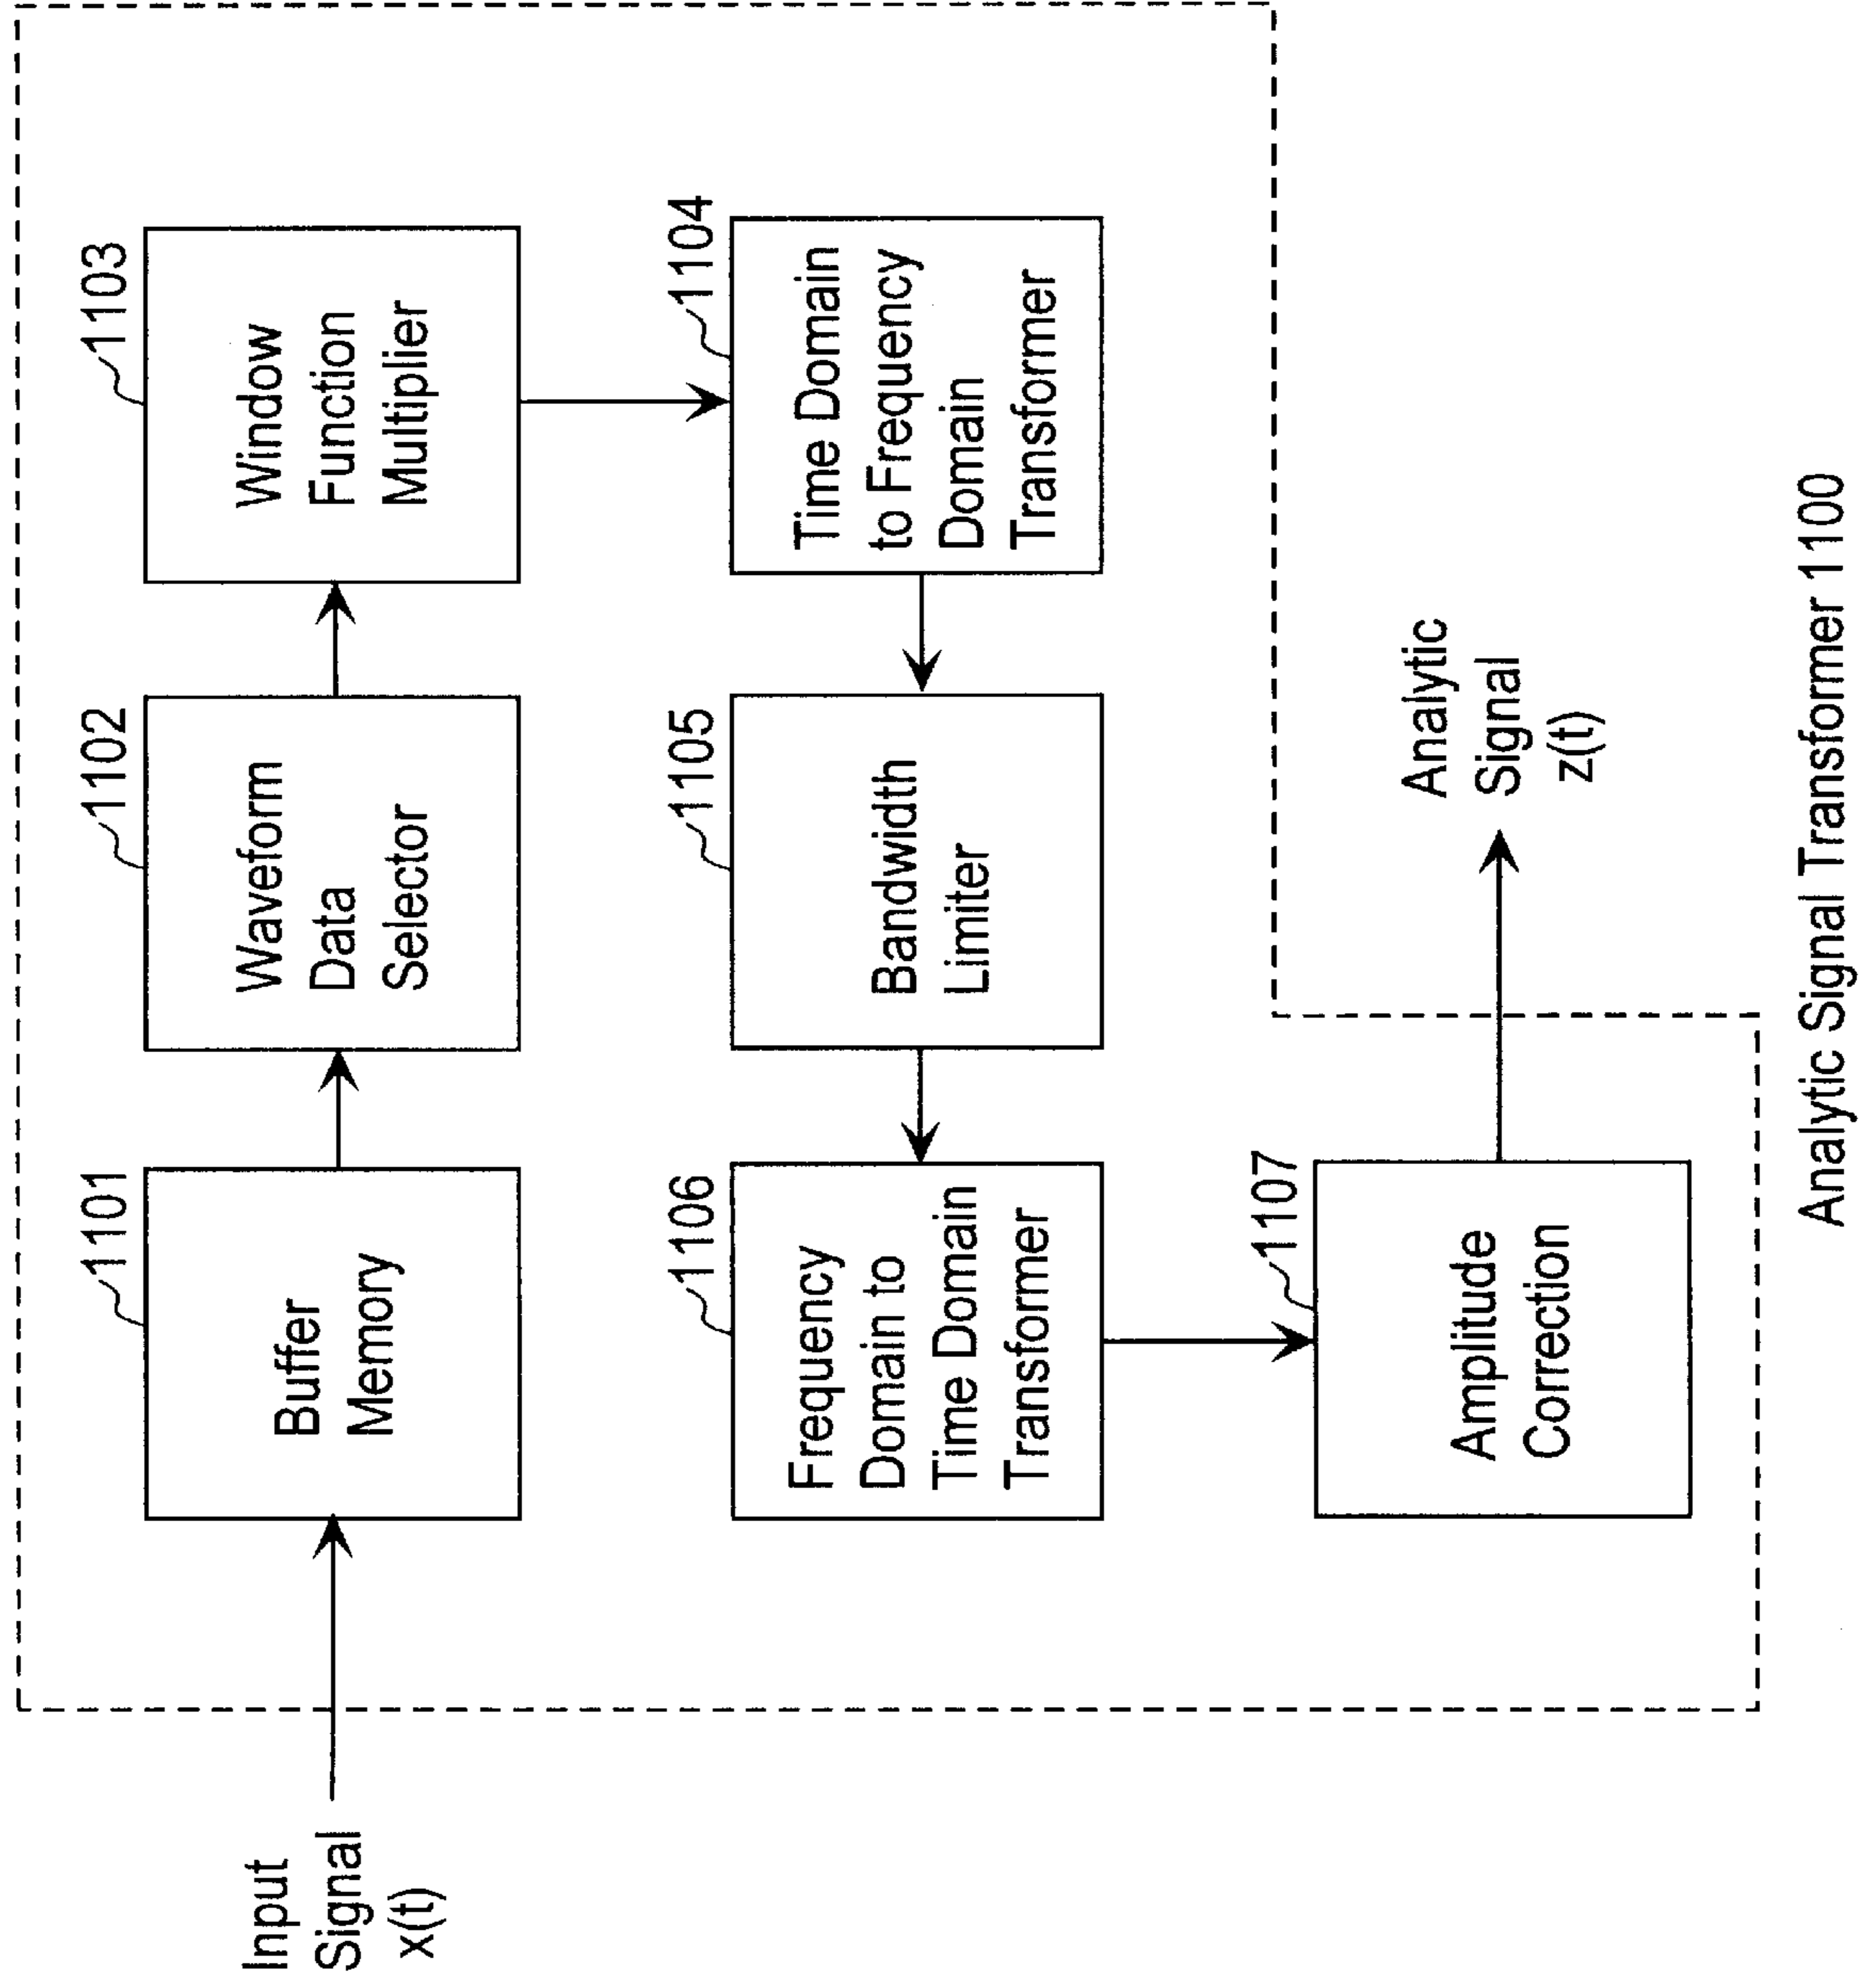 Input
Signal
x(t)
1101
Buffer
Memory
1102
Waveform
Data
Selector
1103
Window
Function
Multiplier
1104
Time Domain
to Frequency
Domain
Transformer
1105
Bandwidth
Limiter
1106
Frequency
Domain to
Time Domain
Transformer
1107
Amplitude
Correction
Analytic
Signal
z(t)
Analytic Signal Transformer 1100